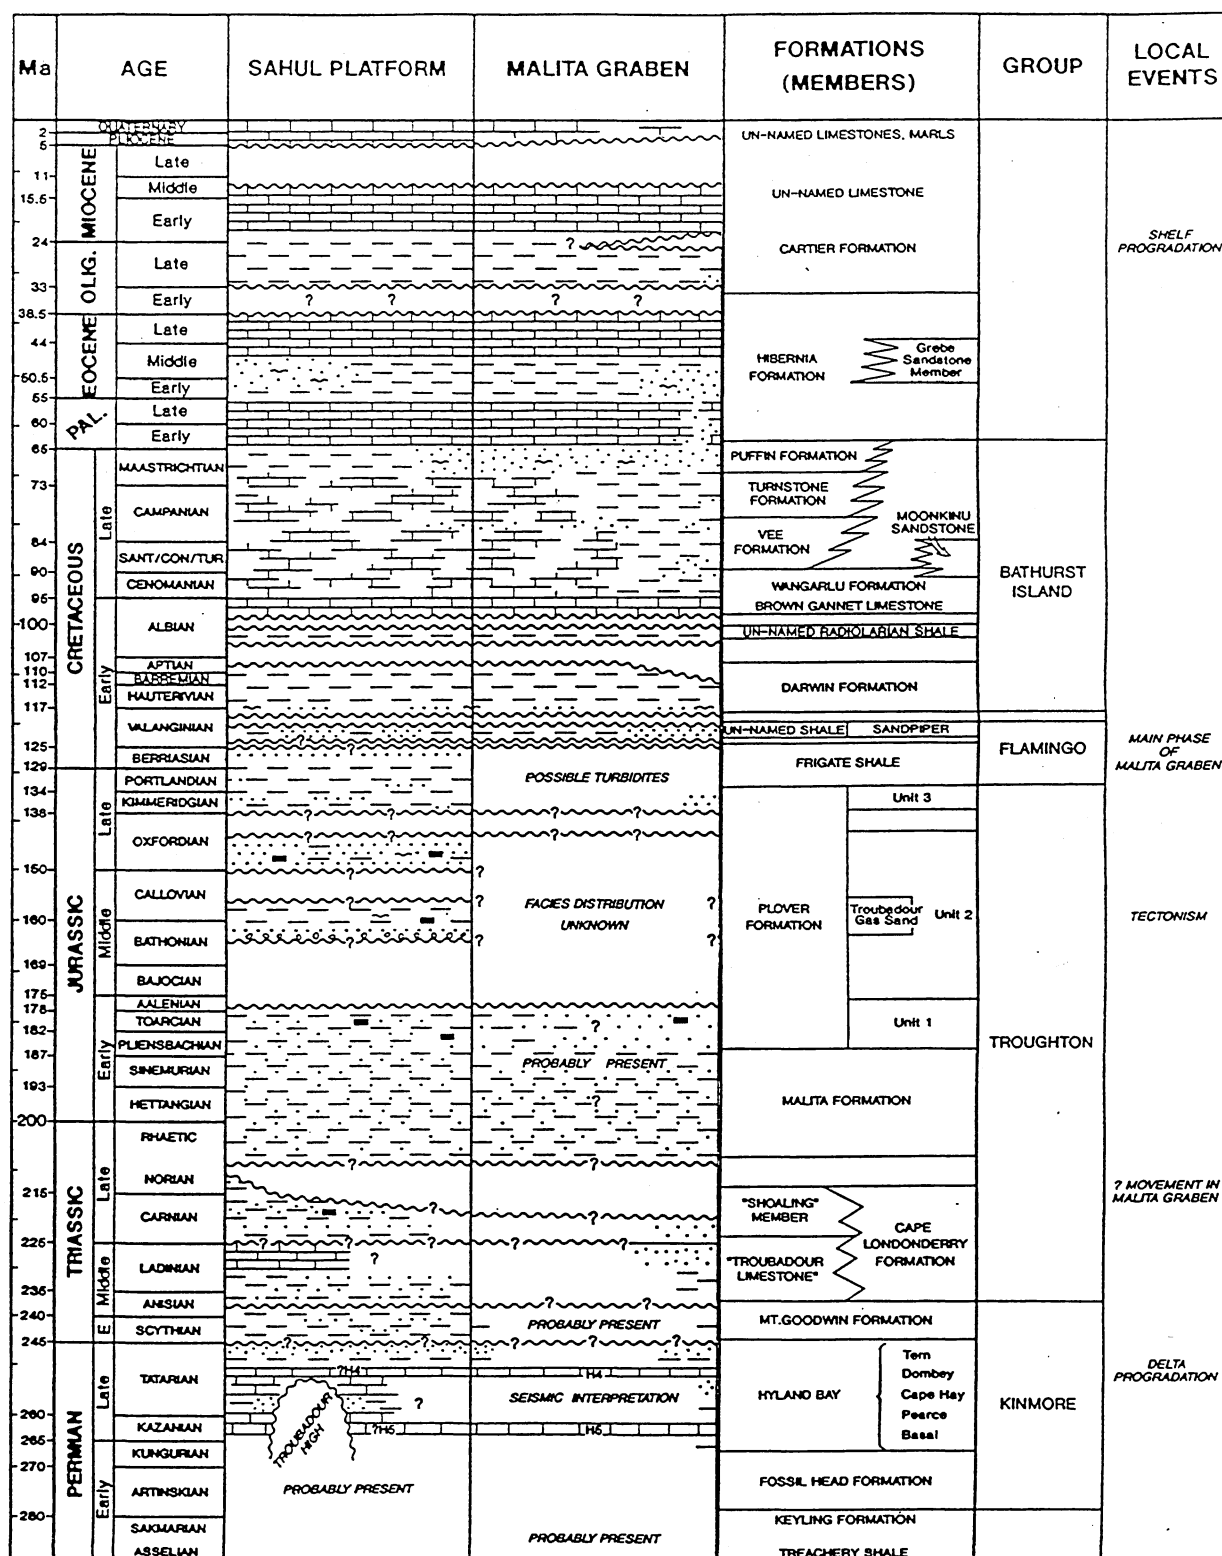 Ma
AGE
SAHUL PLATFORM
MALITA GRABEN
FORMATIONS
(MEMBERS)
GROUP
LOCAL
EVENTS
2
5
11
15.5
24
33
38.5
44
50.5
55
60
65
73
84
90
95
100
107
110
112
117
125
129
134
138
150
160
169
175
178
182
187
193
200
215
226
236
240
245
260
265
270
280
QUATERNARY
PLIOCENE
MIOCENE
Late
Middle
Early
OLIG.
Late
Early
EOCENE
Late
Middle
Early
PAL.
Late
Early
CRETACEOUS
Late
MAASTRICHTIAN
CAMPANIAN
SANT/CON/TUR
CENOMANIAN
Early
ALBIAN
APTIAN
BARREMIAN
HAUTERIVIAN
VALANGINIAN
BERRIASIAN
JURASSIC
Late
PORTLANDIAN
KIMMERIDGIAN
OXFORDIAN
Middle
CALLOVIAN
BATHONIAN
BAJOCIAN
Early
AALENIAN
TOARCIAN
PLIENSBACHIAN
SINEMURIAN
HETTANGIAN
TRIASSIC
Late
RHAETIC
NORIAN
CARNIAN
Middle
LADINIAN
ANISIAN
E
SCYTHIAN
PERMIAN
Late
TATARIAN
KAZANIAN
Early
KUNGURIAN
ARTINSKIAN
SAKMARIAN
ASSELIAN
?
? ? ? ?
? ?
POSSIBLE TURBIDITES
? ? ? ?
? ? ? ?
? ?
FACIES DISTRIBUTION
UNKNOWN
? ? ?
? ? ?
? ?
?
PROBABLY PRESENT
?
? ?
? ?
? ? ? ? ?
?
? ?
PROBABLY PRESENT
? ? ? ? ?
?H4
H4
SEISMIC INTERPRETATION
?
TROUBADOUR
HIGH
?H5
H5
PROBABLY PRESENT
PROBABLY PRESENT
UN-NAMED LIMESTONES, MARLS
UN-NAMED LIMESTONE
CARTIER FORMATION
HIBERNIA
FORMATION
Grebe
Sandstone
Member
PUFFIN FORMATION
TURNSTONE
FORMATION
VEE
FORMATION
MOONKINU
SANDSTONE
WANGARLU FORMATION
BROWN GANNET LIMESTONE
UN-NAMED RADIOLARIAN SHALE
DARWIN FORMATION
UN-NAMED SHALE
SANDPIPER
FRIGATE SHALE
PLOVER
FORMATION
Unit 3
Troubadour
Gas Sand
Unit 2
Unit 1
MALITA FORMATION
"SHOALING"
MEMBER
"TROUBADOUR
LIMESTONE"
CAPE
LONDONDERRY
FORMATION
MT.GOODWIN FORMATION
HYLAND BAY
Tern
Dombey
Cape Hay
Pearce
Basal
FOSSIL HEAD FORMATION
KEYLING FORMATION
TREACHERY SHALE
BATHURST
ISLAND
FLAMINGO
TROUGHTON
KINMORE
SHELF
PROGRADATION
MAIN PHASE
OF
MALITA GRABEN
TECTONISM
? MOVEMENT IN
MALITA GRABEN
DELTA
PROGRADATION